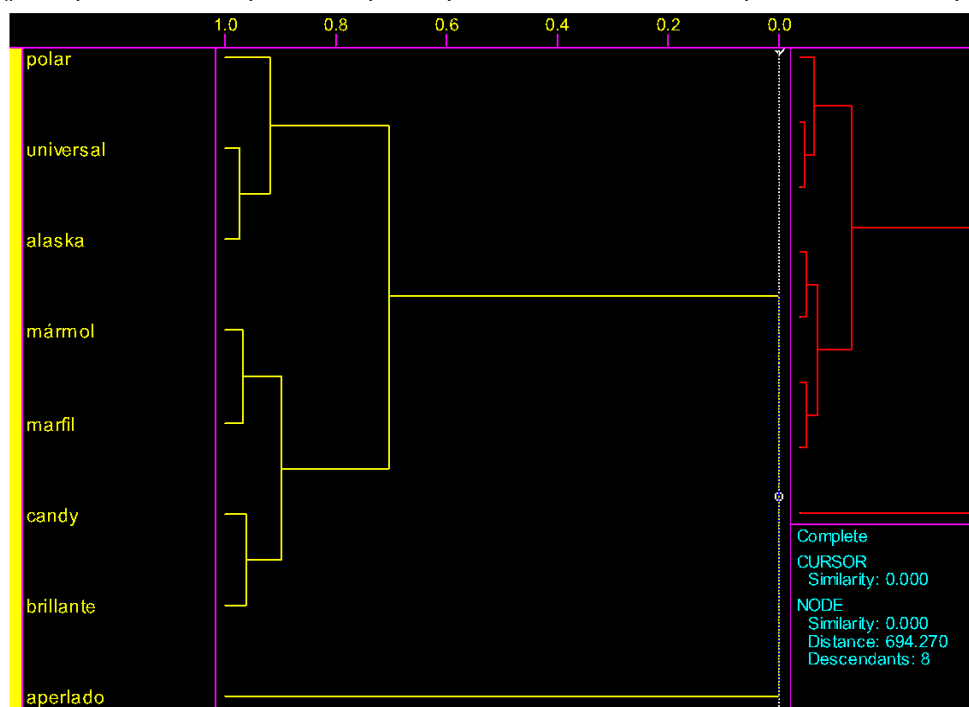 1.0 0.8 0.6 0.4 0.2 0.0
polar
universal
alaska
mármol
marfil
candy
brillante
aperlado
Complete
CURSOR
Similarity: 0.000
NODE
Similarity: 0.000
Distance: 694.270
Descendants: 8